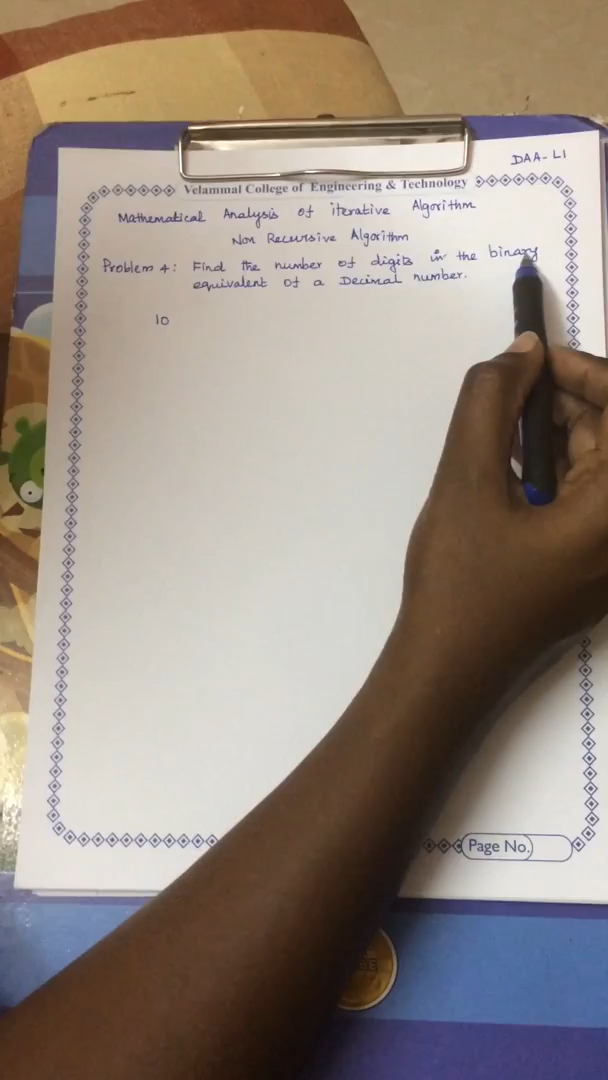 DAA-L1
Velammal College of Engineering & Technology
Mathematical Analysis of iterative Algorithm
Non Recursive Algorithm
Problem 4: Find the number of digits in the binary
equivalent of a Decimal number.
10
Page No.